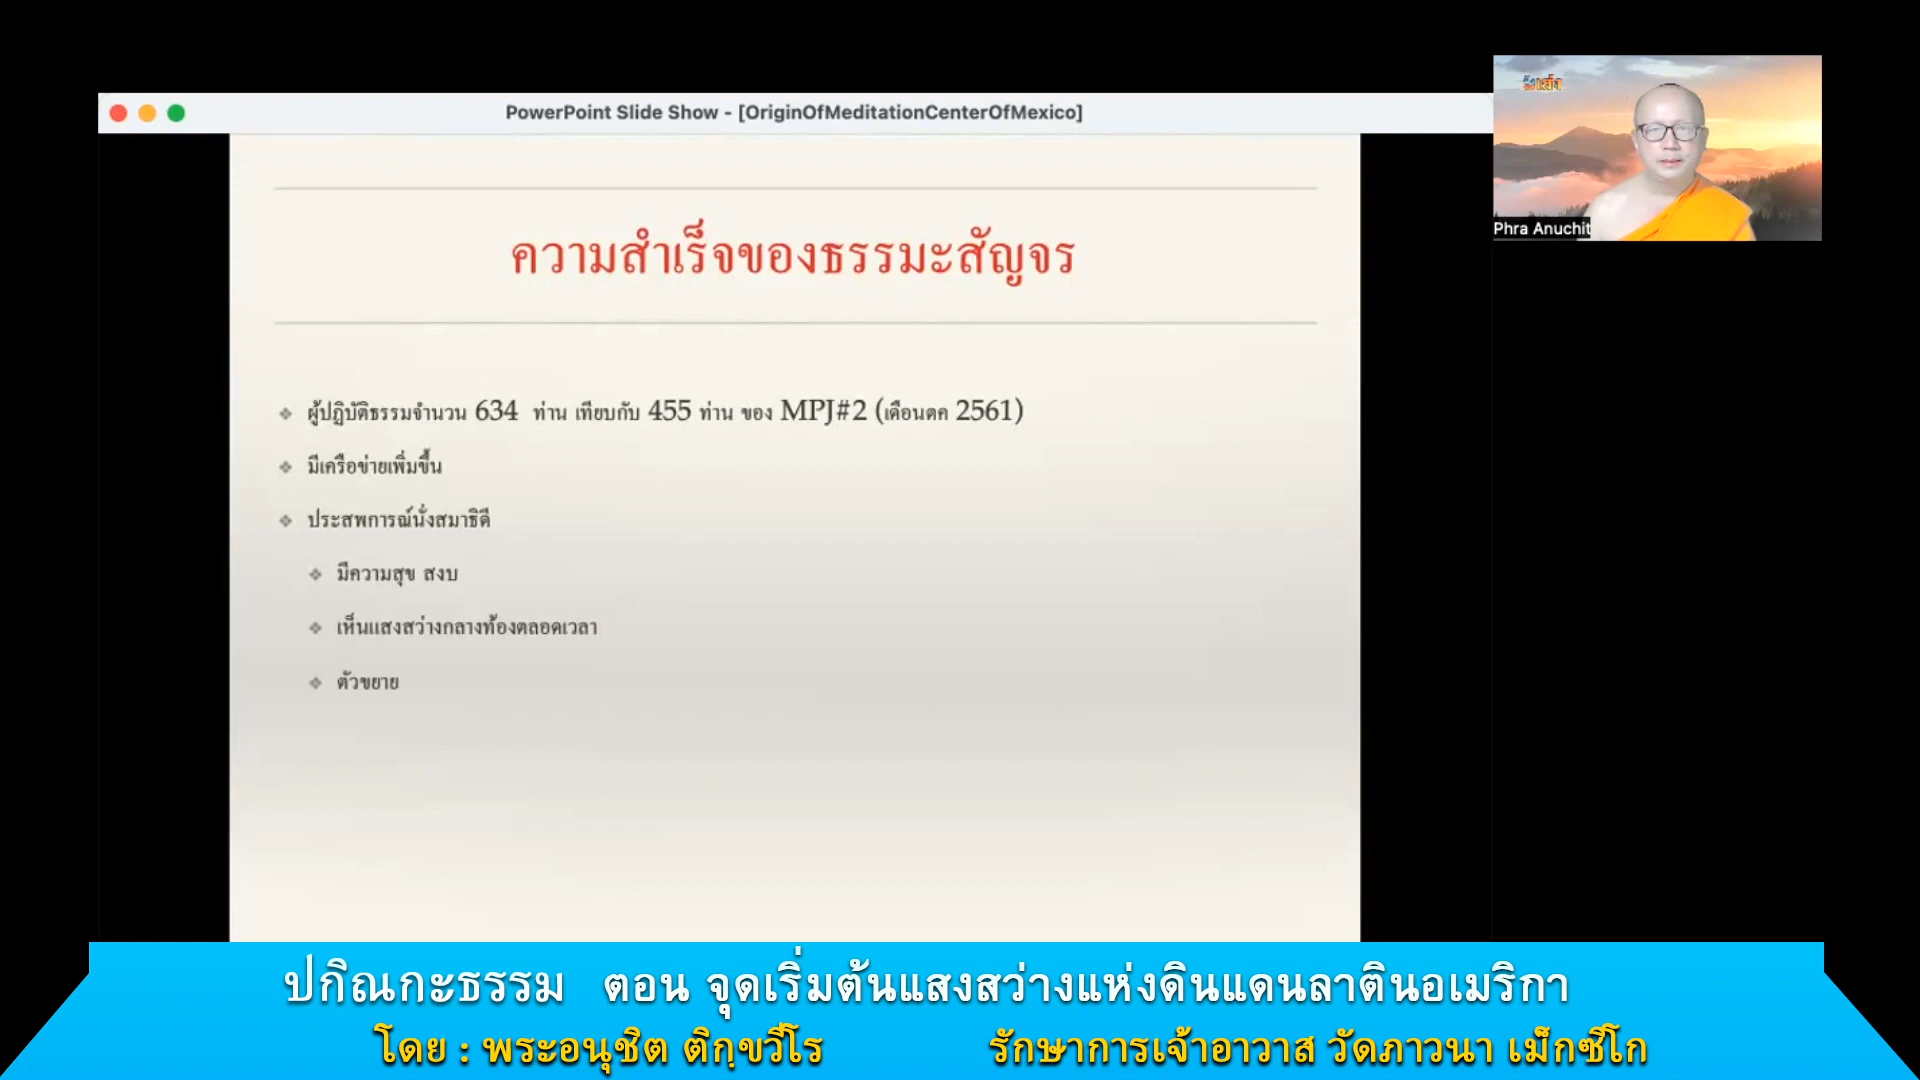 PowerPoint Slide Show - [OriginOfMeditationCenterOfMexico]
Phra Anuchit
ความสำเร็จของธรรมะสัญจร
ผู้ปฏิบัติธรรมจำนวน 634 ท่าน เทียบกับ 455 ท่าน ของ MPJ#2 (เดือนตค 2561)
มีเครือข่ายเพิ่มขึ้น
ประสพการณ์นั่งสมาธิดี
มีความสุข สงบ
เห็นแสงสว่างกลางท้องตลอดเวลา
ตัวขยาย
ปกิณกะธรรม ตอน จุดเริ่มต้นแสงสว่างแห่งดินแดนลาตินอเมริกา
โดย : พระอนุชิต ติกฺขวีโร รักษาการเจ้าอาวาส วัดภาวนา เม็กซิโก